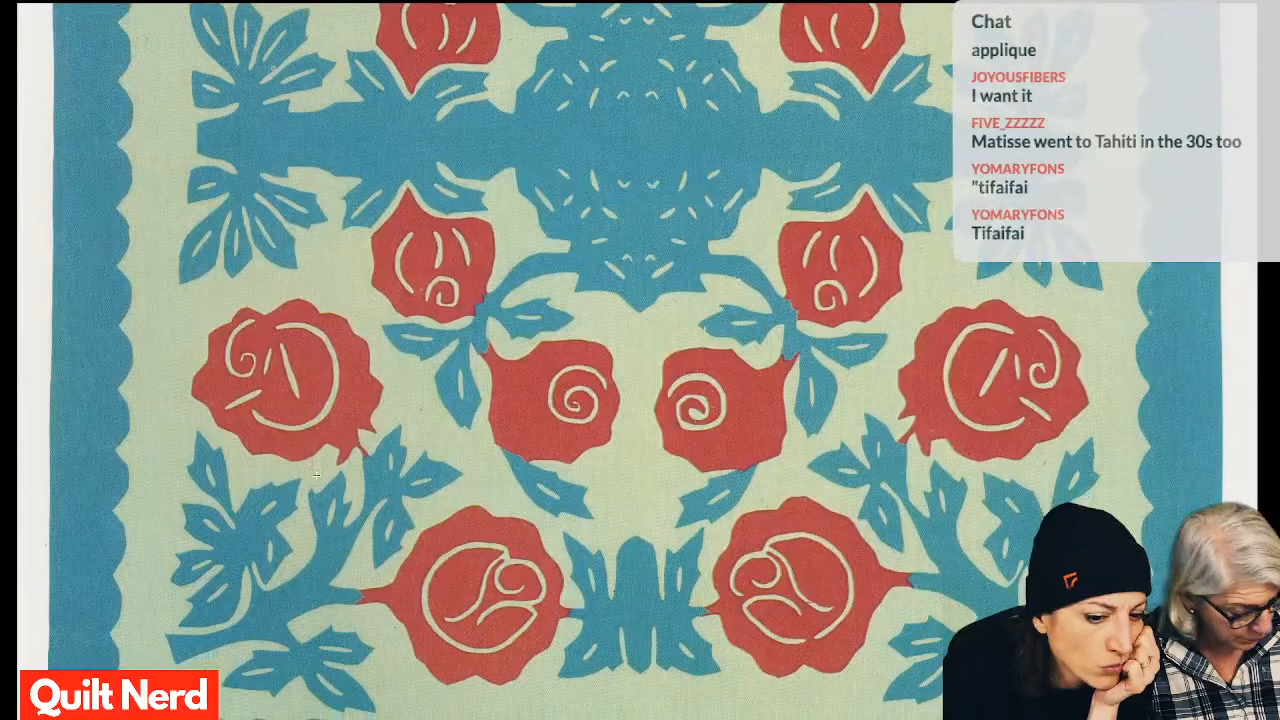 Chat
applique
JOYOUSFIBERS
I want it
FIVE_ZZZZZ
Matisse went to Tahiti in the 30s too
YOMARYFONS
"tifaifai
YOMARYFONS
Tifaifai
Quilt Nerd